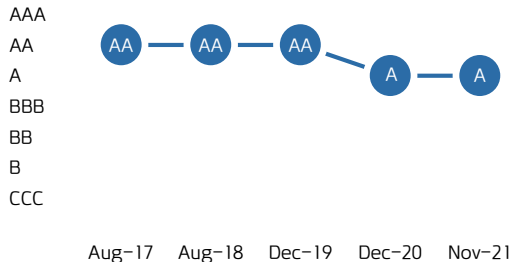 AAA
AA AA AA AA
A A A
BBB
BB
B
CCC
Aug-17 Aug-18 Dec-19 Dec-20 Nov-21